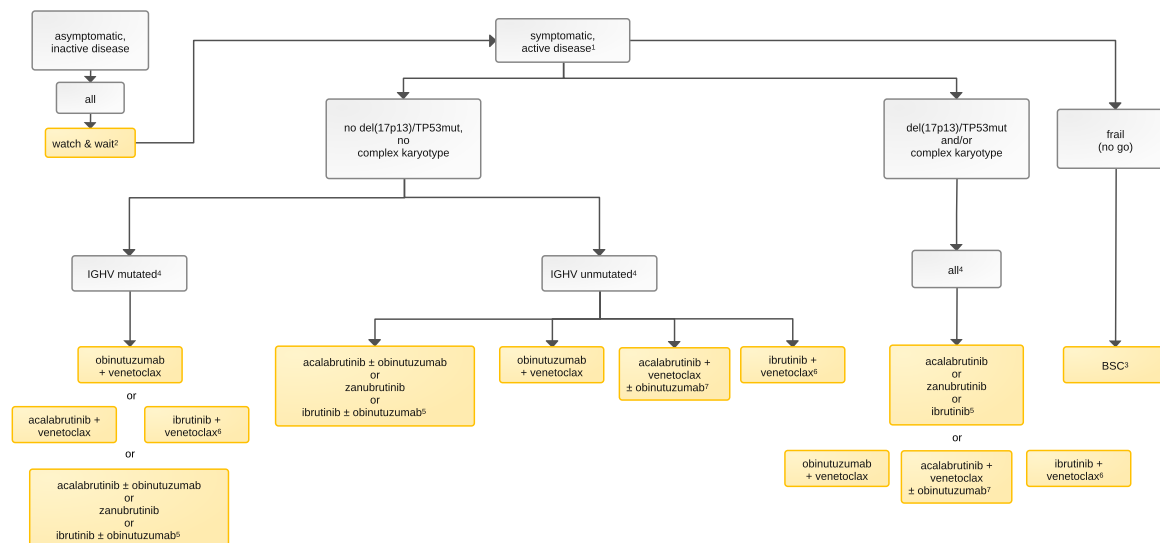 asymptomatic,
inactive disease
all
watch & wait²
symptomatic,
active disease¹
no del(17p13)/TP53mut,
no
complex karyotype
del(17p13)/TP53mut
and/or
complex karyotype
frail
(no go)
IGHV mutated⁴
IGHV unmutated⁴
all⁴
obinutuzumab
+ venetoclax
or
acalabrutinib +
venetoclax
ibrutinib +
venetoclax⁶
or
acalabrutinib ± obinutuzumab
or
zanubrutinib
or
ibrutinib ± obinutuzumab⁵
acalabrutinib ± obinutuzumab
or
zanubrutinib
or
ibrutinib ± obinutuzumab⁵
obinutuzumab
+ venetoclax
acalabrutinib +
venetoclax
± obinutuzumab⁷
ibrutinib +
venetoclax⁶
acalabrutinib
or
zanubrutinib
or
ibrutinib⁵
or
obinutuzumab
+ venetoclax
acalabrutinib +
venetoclax
± obinutuzumab⁷
ibrutinib +
venetoclax⁶
BSC³